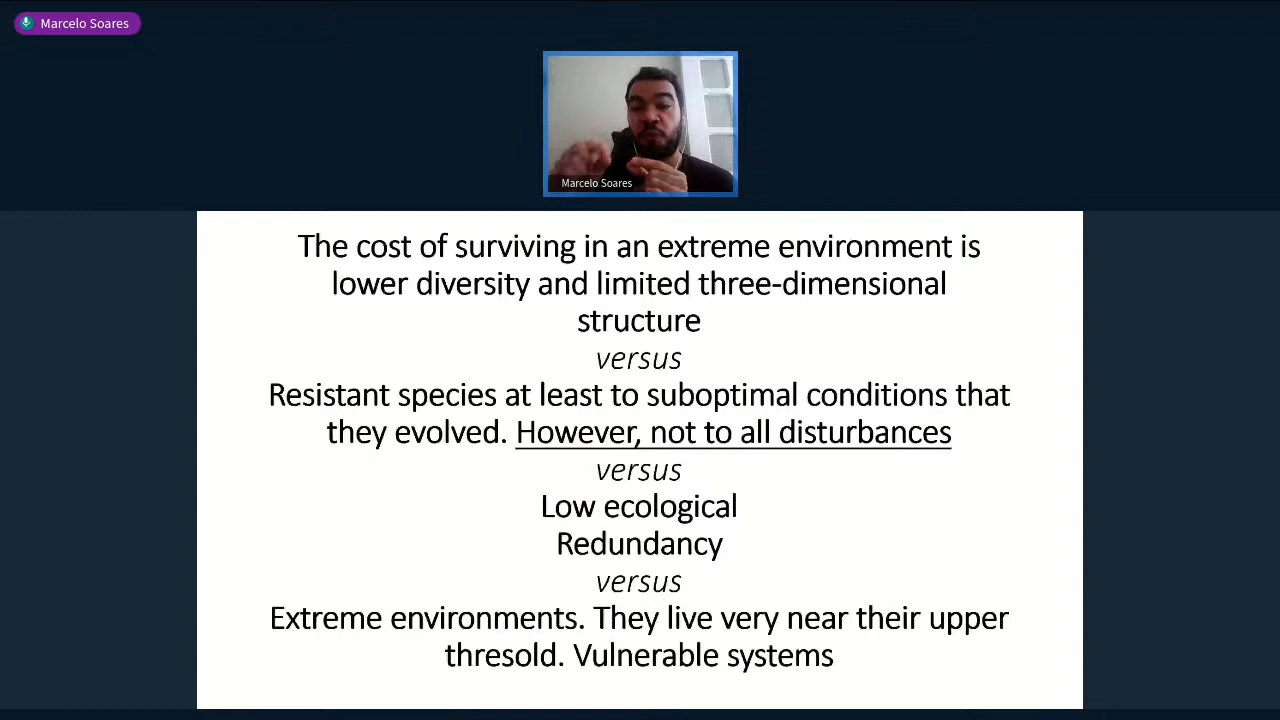 Marcelo Soares
Marcelo Soares
The cost of surviving in an extreme environment is
lower diversity and limited three-dimensional
structure
versus
Resistant species at least to suboptimal conditions that
they evolved. However, not to all disturbances
versus
Low ecological
Redundancy
versus
Extreme environments. They live very near their upper
thresold. Vulnerable systems